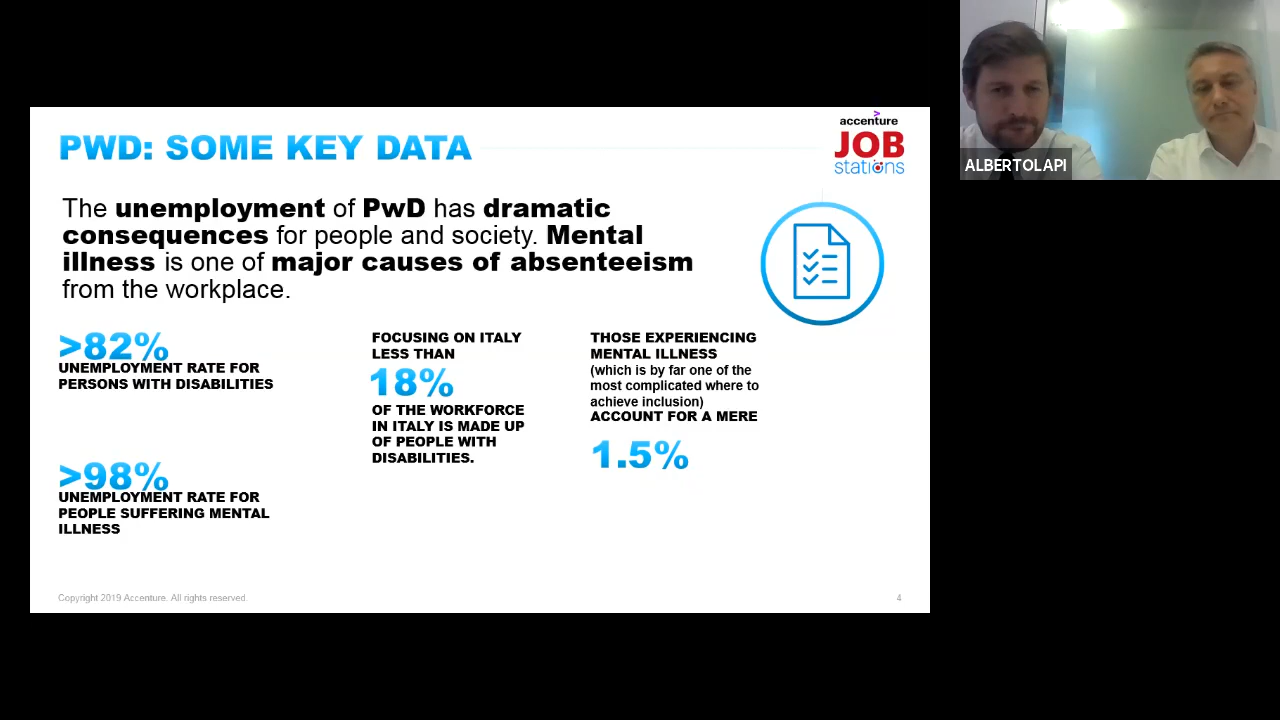 PWD: SOME KEY DATA
accenture
JOB
stations
The unemployment of PwD has dramatic
consequences for people and society. Mental
illness is one of major causes of absenteeism
from the workplace.
>82%
UNEMPLOYMENT RATE FOR
PERSONS WITH DISABILITIES
>98%
UNEMPLOYMENT RATE FOR
PEOPLE SUFFERING MENTAL
ILLNESS
FOCUSING ON ITALY
LESS THAN
18%
OF THE WORKFORCE
IN ITALY IS MADE UP
OF PEOPLE WITH
DISABILITIES.
THOSE EXPERIENCING
MENTAL ILLNESS
(which is by far one of the
most complicated where to
achieve inclusion)
ACCOUNT FOR A MERE
1.5%
Copyright 2019 Accenture. All rights reserved.
4
ALBERTOLAPI